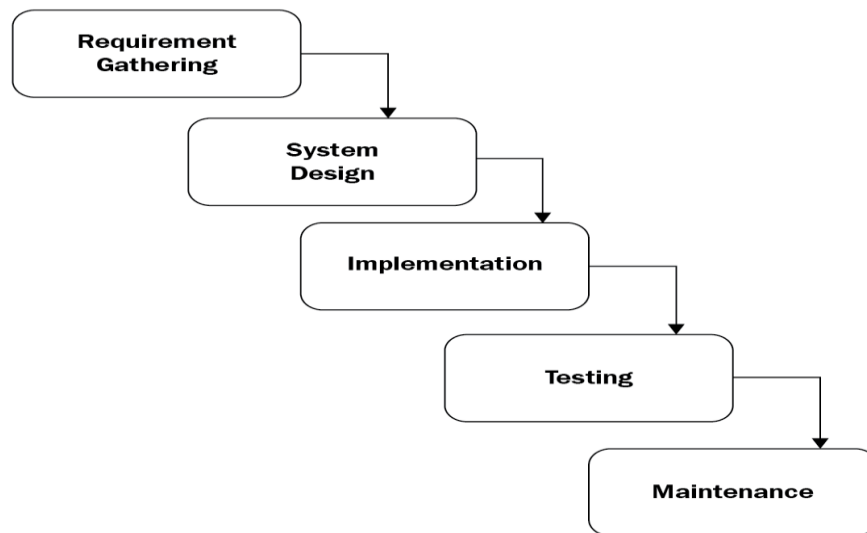 Requirement
Gathering
System
Design
Implementation
Testing
Maintenance